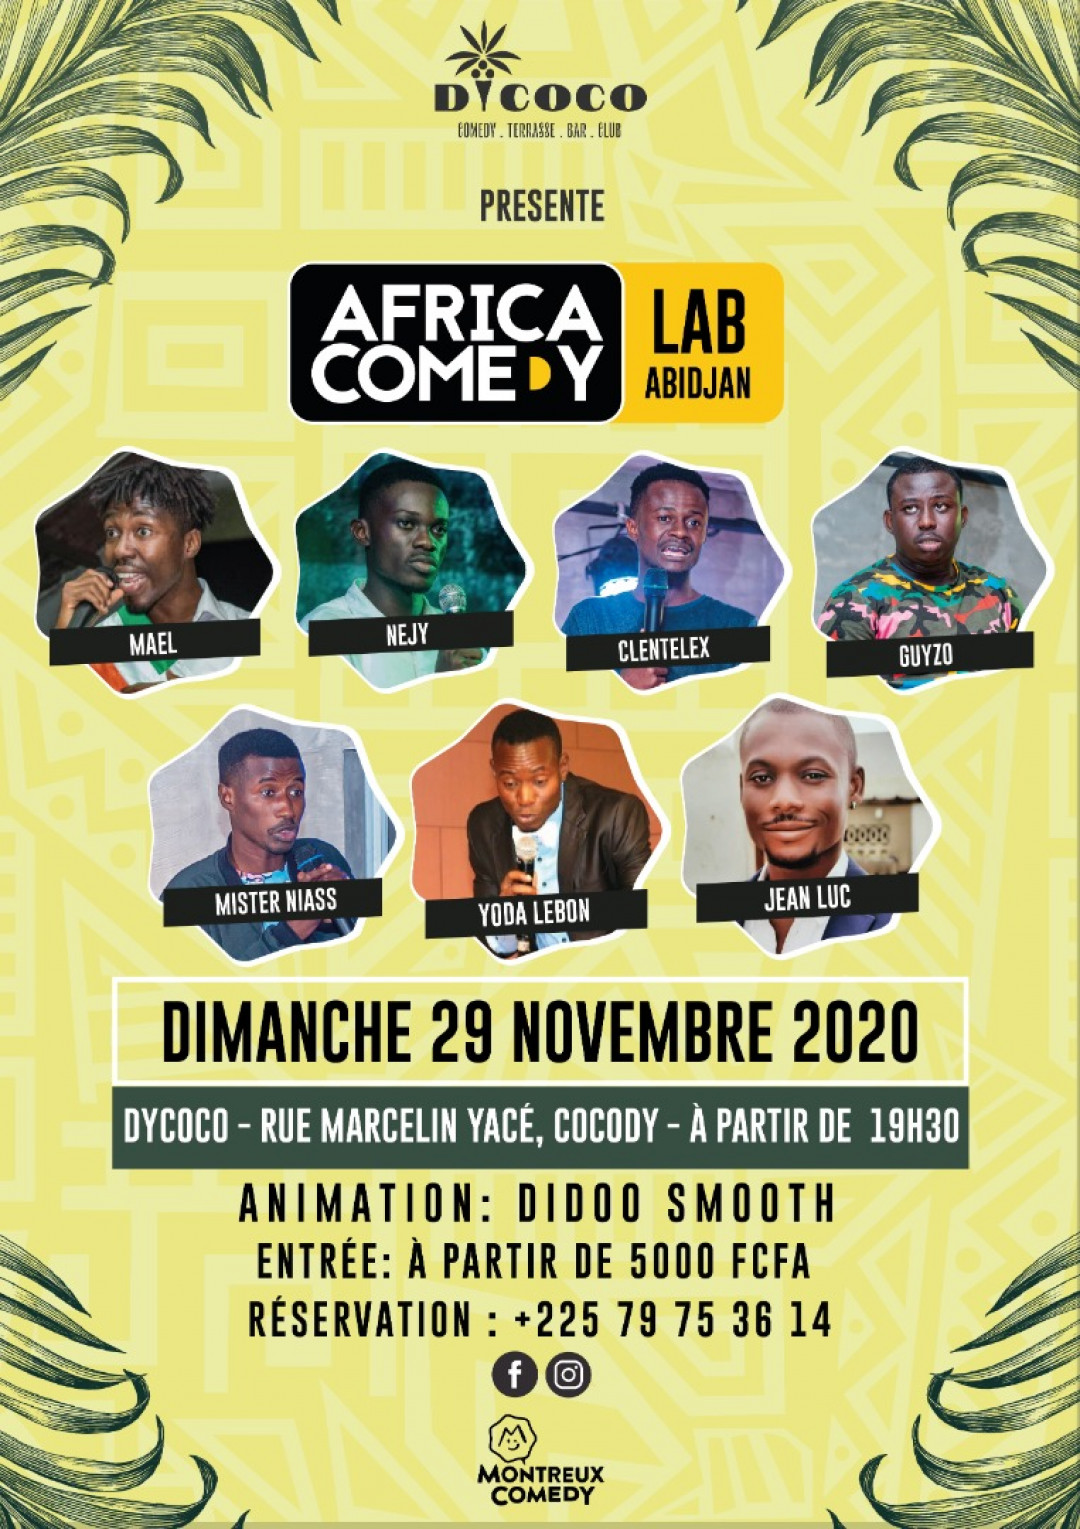 DYCOCO
COMEDY . TERRASSE . BAR . CLUB
PRESENTE
AFRICA
COMEDY
LAB
ABIDJAN
MAEL
NEJY
CLENTELEX
GUYZO
MISTER NIASS
YODA LEBON
JEAN LUC
DIMANCHE 29 NOVEMBRE 2020
DYCOCO - RUE MARCELIN YACÉ, COCODY - À PARTIR DE 19H30
ANIMATION: DIDOO SMOOTH
ENTRÉE: À PARTIR DE 5000 FCFA
RÉSERVATION : +225 79 75 36 14
MONTREUX
COMEDY